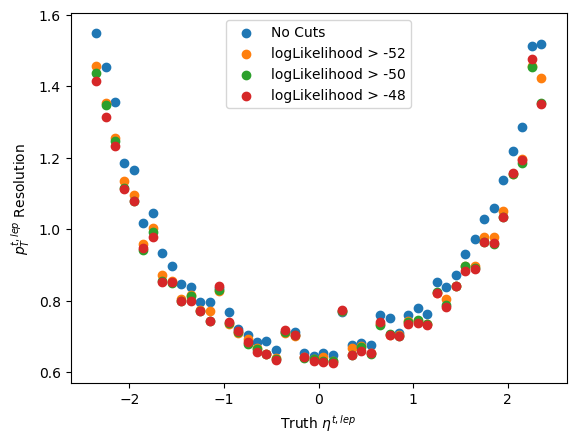 No Cuts
logLikelihood > -52
logLikelihood > -50
logLikelihood > -48
1.6
1.4
1.2
1.0
0.8
0.6
p_T^{t, lep} Resolution
−2
−1
0
1
2
Truth η^{t, lep}